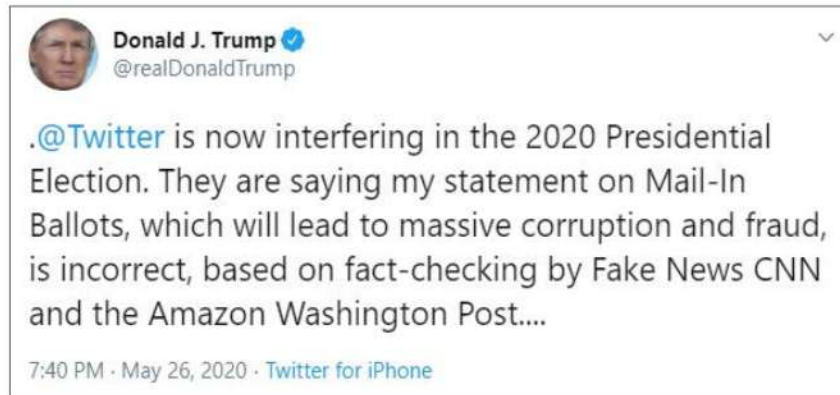 Donald J. Trump
@realDonaldTrump
.@Twitter is now interfering in the 2020 Presidential
Election. They are saying my statement on Mail-In
Ballots, which will lead to massive corruption and fraud,
is incorrect, based on fact-checking by Fake News CNN
and the Amazon Washington Post....
7:40 PM · May 26, 2020 · Twitter for iPhone